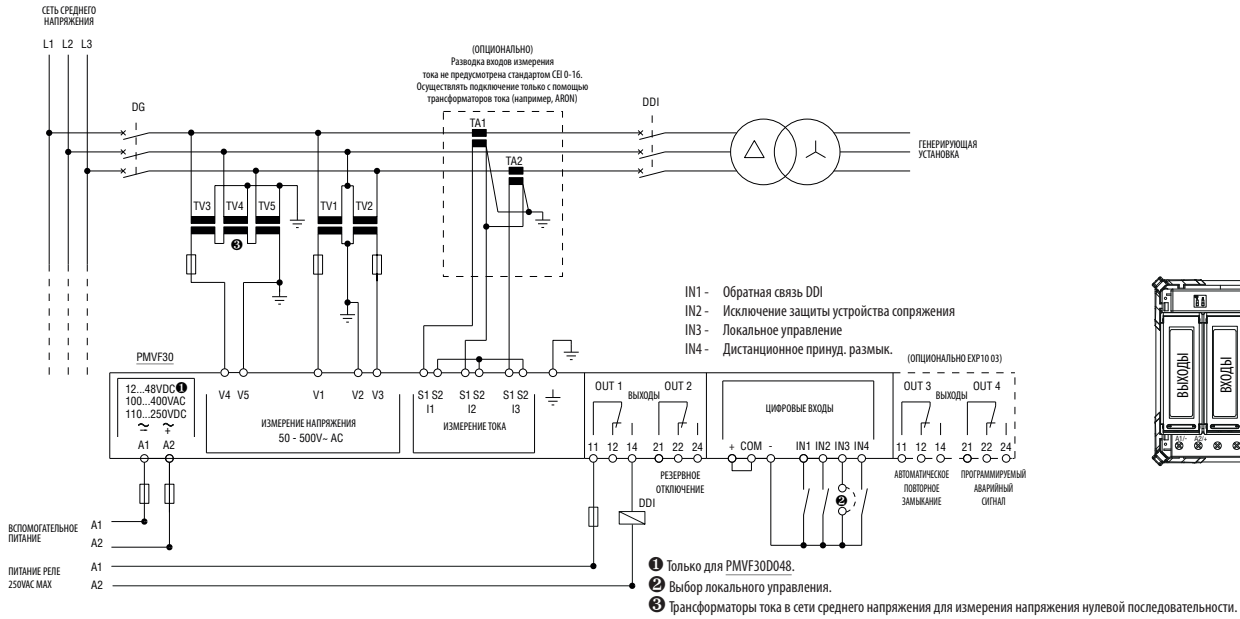 СЕТЬ СРЕДНЕГО
НАПРЯЖЕНИЯ
L1 L2 L3
DG
(ОПЦИОНАЛЬНО)
Разводка входов измерения
тока не предусмотрена стандартом CEI 0-16.
Осуществлять подключение только с помощью
трансформаторов тока (например, ARON)
TA1
TA2
DDI
ГЕНЕРИРУЮЩАЯ
УСТАНОВКА
TV3 TV4 TV5
TV1 TV2
❸
IN1 - Обратная связь DDI
IN2 - Исключение защиты устройства сопряжения
IN3 - Локальное управление
IN4 - Дистанционное принуд. размык.
PMVF30
12...48VDC❶
100...400VAC
110...250VDC
~ ~
– +
A1 A2
V4 V5 V1 V2 V3
ИЗМЕРЕНИЕ НАПРЯЖЕНИЯ
50 - 500V~ AC
S1 S2 S1 S2 S1 S2
I1 I2 I3
ИЗМЕРЕНИЕ ТОКА
OUT 1 OUT 2
ВЫХОДЫ
11 12 14 21 22 24
РЕЗЕРВНОЕ
ОТКЛЮЧЕНИЕ
DDI
ЦИФРОВЫЕ ВХОДЫ
+ COM - IN1 IN2 IN3 IN4
❷
(ОПЦИОНАЛЬНО EXP10 03)
OUT 3 OUT 4
ВЫХОДЫ
11 12 14 21 22 24
АВТОМАТИЧЕСКОЕ
ПОВТОРНОЕ
ЗАМЫКАНИЕ
ПРОГРАММИРУЕМЫЙ
АВАРИЙНЫЙ
СИГНАЛ
ВСПОМОГАТЕЛЬНОЕ
ПИТАНИЕ
A1
A2
ПИТАНИЕ РЕЛЕ
250VAC MAX
A1
A2
❶ Только для PMVF30D048.
❷ Выбор локального управления.
❸ Трансформаторы тока в сети среднего напряжения для измерения напряжения нулевой последовательности.
ВЫХОДЫ
ВХОДЫ
A1/- A2/+